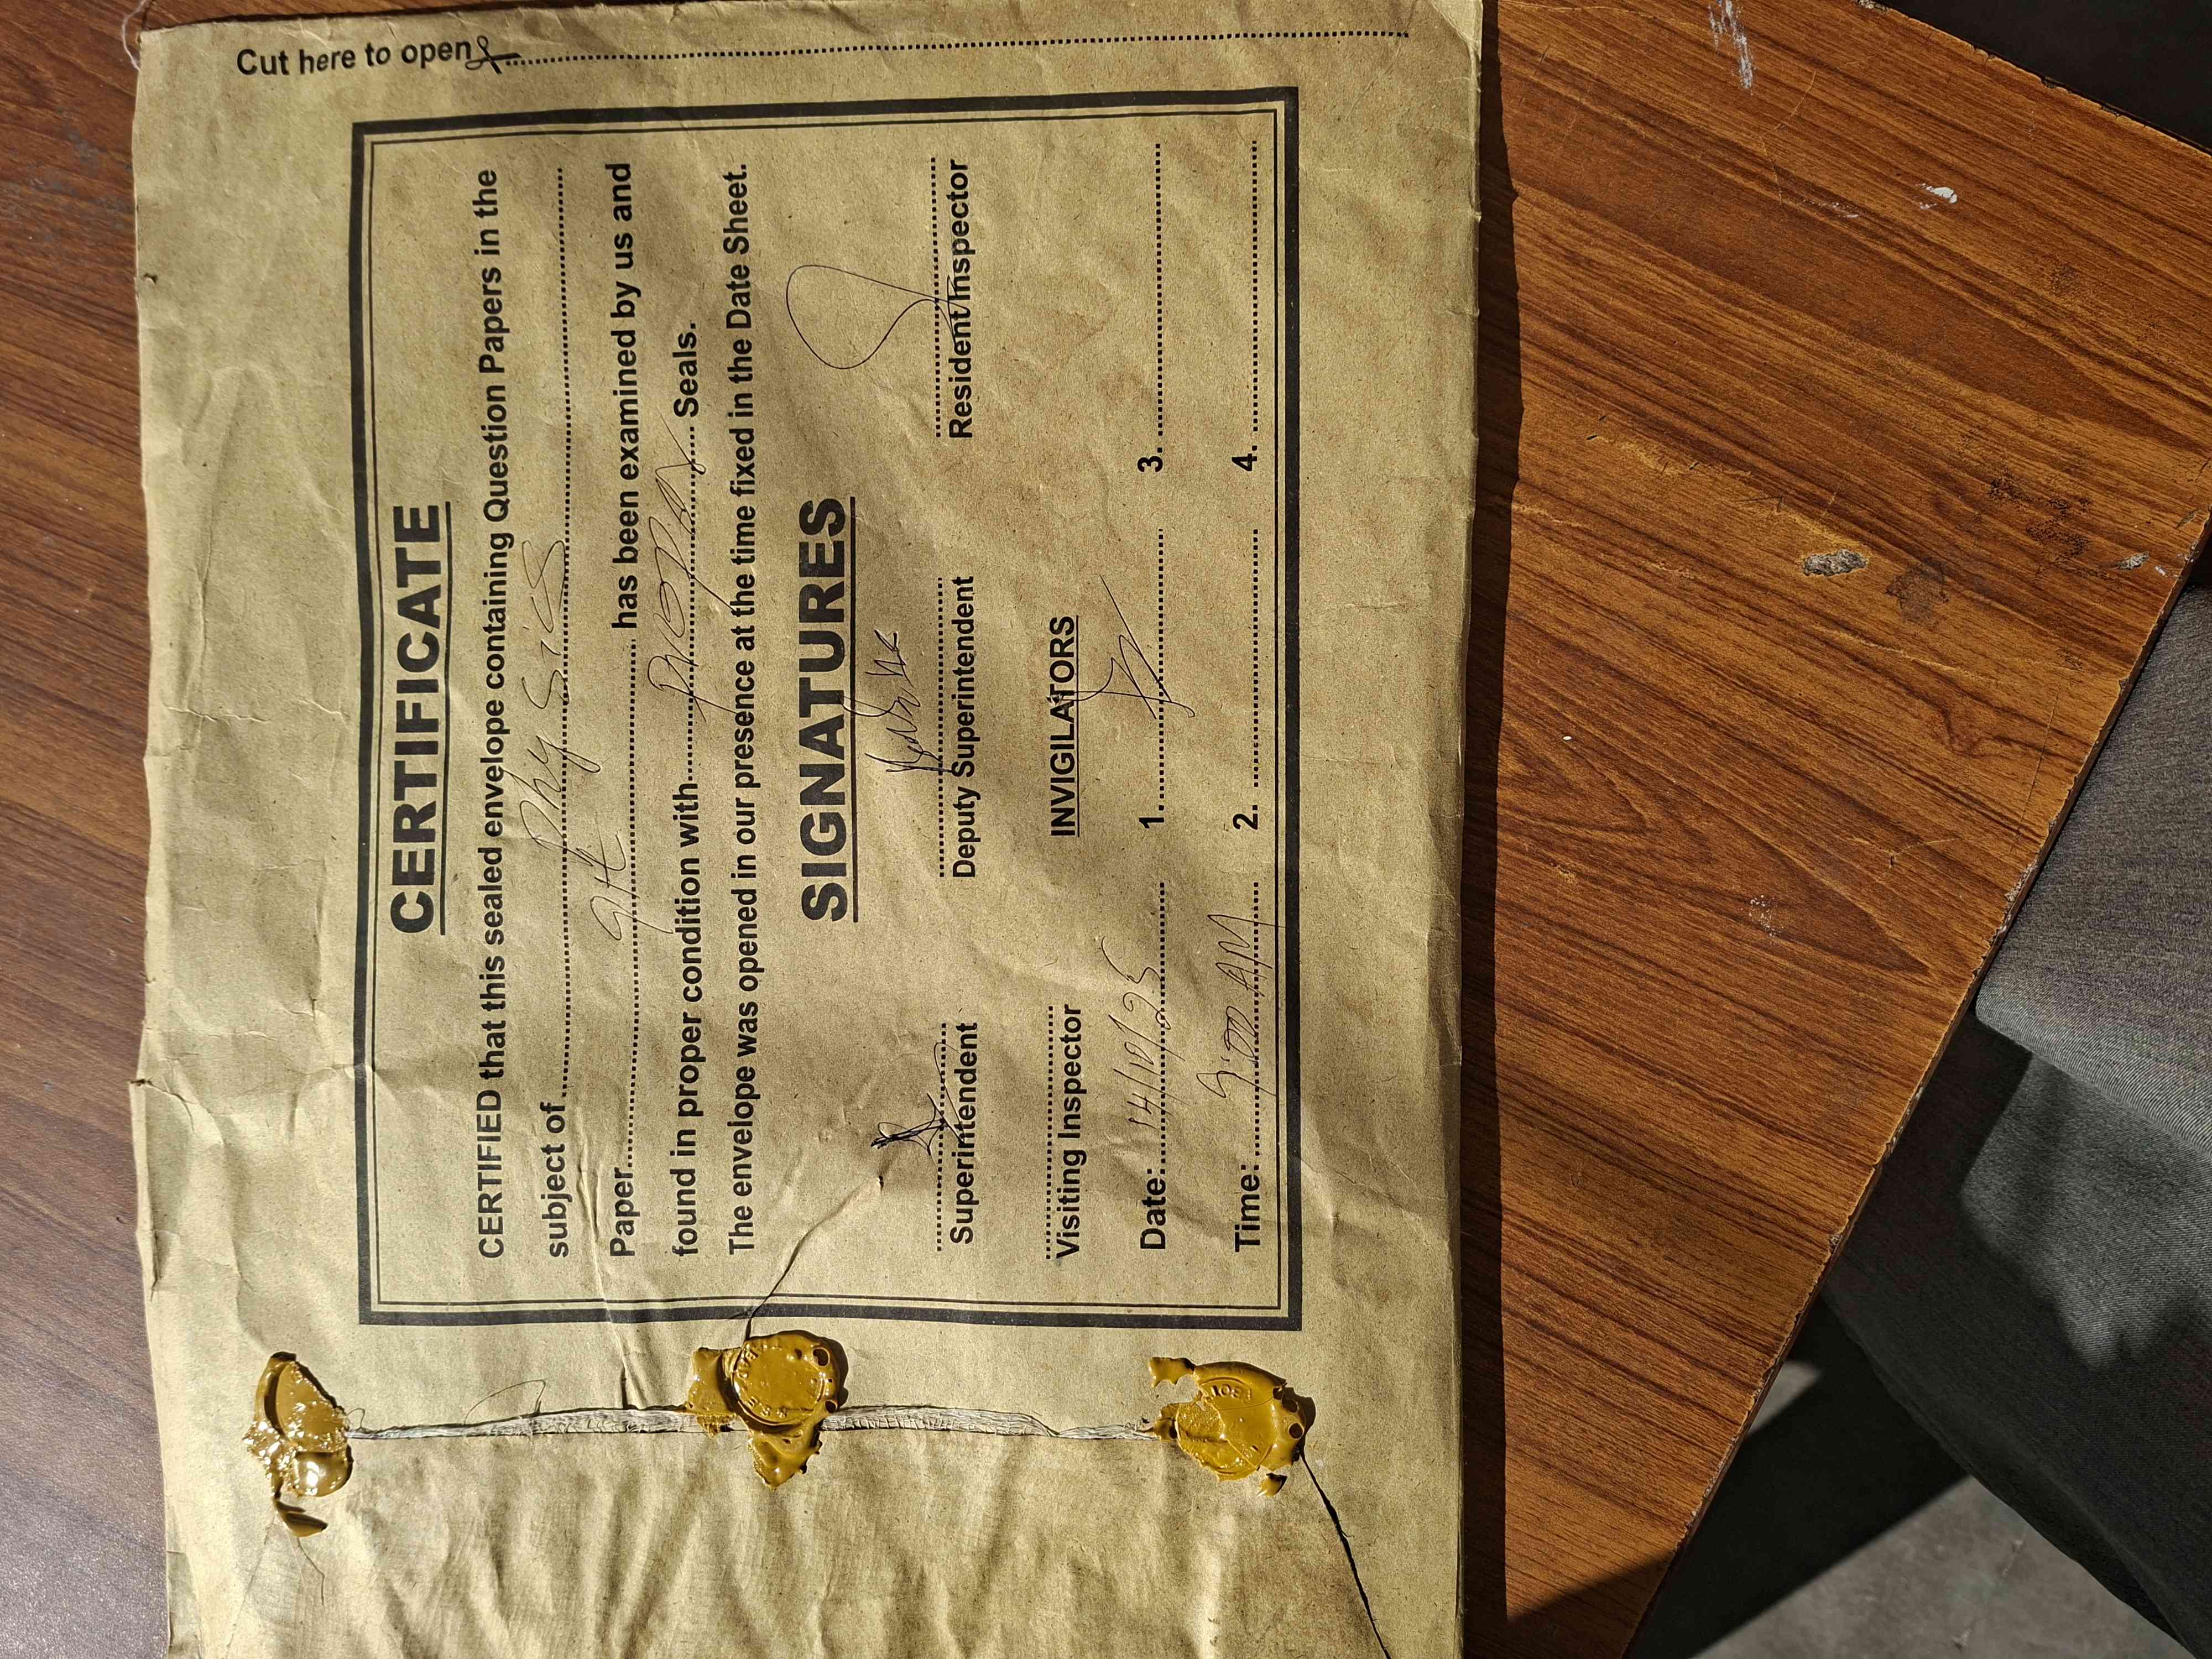 Cut here to open
CERTIFICATE
CERTIFIED that this sealed envelope containing Question Papers in the
subject of Physics
Paper 9th has been examined by us and
found in proper condition with proper Seals.
The envelope was opened in our presence at the time fixed in the Date Sheet.
SIGNATURES
Superintendent Deputy Superintendent Resident Inspector
Visiting Inspector INVIGILATORS
Date: 14/10/25 1. 3.
Time: 9:00 AM 2. 4.